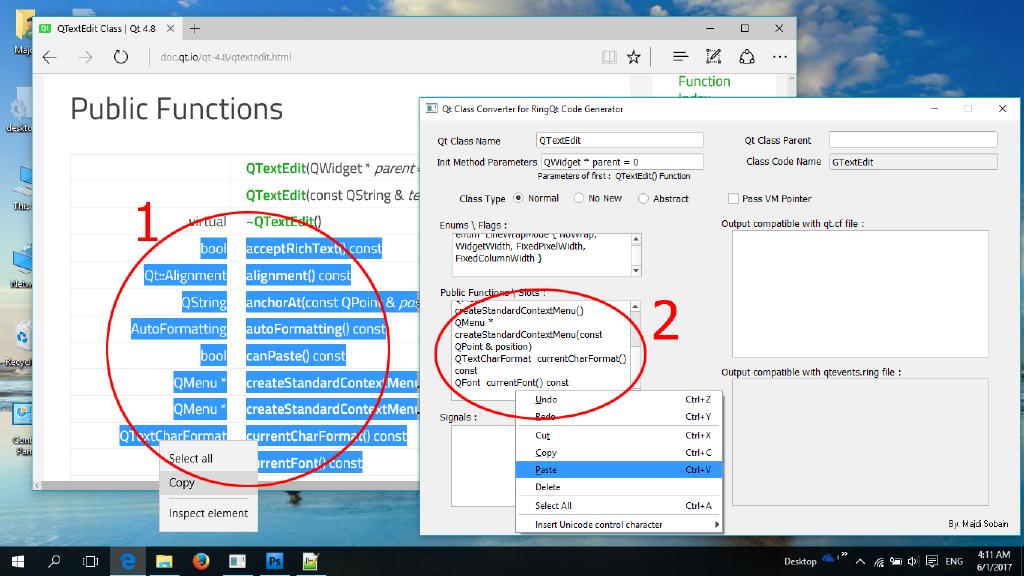 QTextEdit Class | Qt 4.8
doc.qt.io/qt-4.8/qtextedit.html
Function
Public Functions
QTextEdit(QWidget * parent
QTextEdit(const QString & te
virtual ~QTextEdit()
1
bool acceptRichText() const
Qt::Alignment alignment() const
QString anchorAt(const QPoint & pos
AutoFormatting autoFormatting() const
bool canPaste() const
QMenu * createStandardContextMenu
QMenu * createStandardContextMenu
QTextCharFormat currentCharFormat() const
currentFont() const
Select all
Copy
Inspect element
Qt Class Converter for RingQt Code Generator
Qt Class Name QTextEdit
Qt Class Parent
Init Method Parameters QWidget * parent = 0
Class Code Name GTextEdit
Parameters of first : QTextEdit() Function
Class Type Normal No New Abstract
Pass VM Pointer
Enums \ Flags :
Output compatible with qt.cf file :
enum LineWrapMode { NoWrap,
WidgetWidth, FixedPixelWidth,
FixedColumnWidth }
Public Functions \ Slots :
2
createStandardContextMenu()
QMenu *
createStandardContextMenu(const
QPoint & position)
QTextCharFormat currentCharFormat()
const
QFont currentFont() const
Output compatible with qtevents.ring file :
Signals :
Undo Ctrl+Z
Redo Ctrl+Y
Cut Ctrl+X
Copy Ctrl+C
Paste Ctrl+V
Delete
Select All Ctrl+A
Insert Unicode control character
By: Majdi Sobain
Desktop
ENG
4:11 AM
6/1/2017